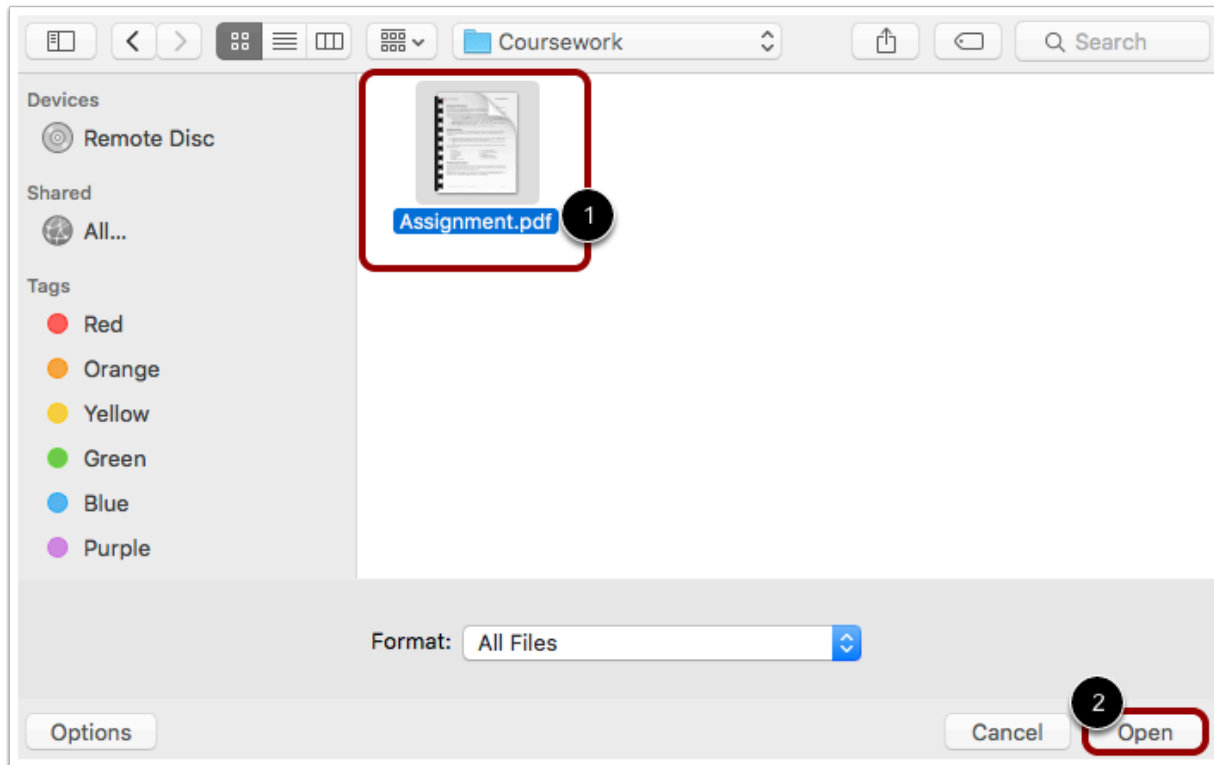 Coursework
Search
Devices
Remote Disc
Shared
All...
Tags
Red
Orange
Yellow
Green
Blue
Purple
Assignment.pdf
1
Format: All Files
2
Options
Cancel
Open